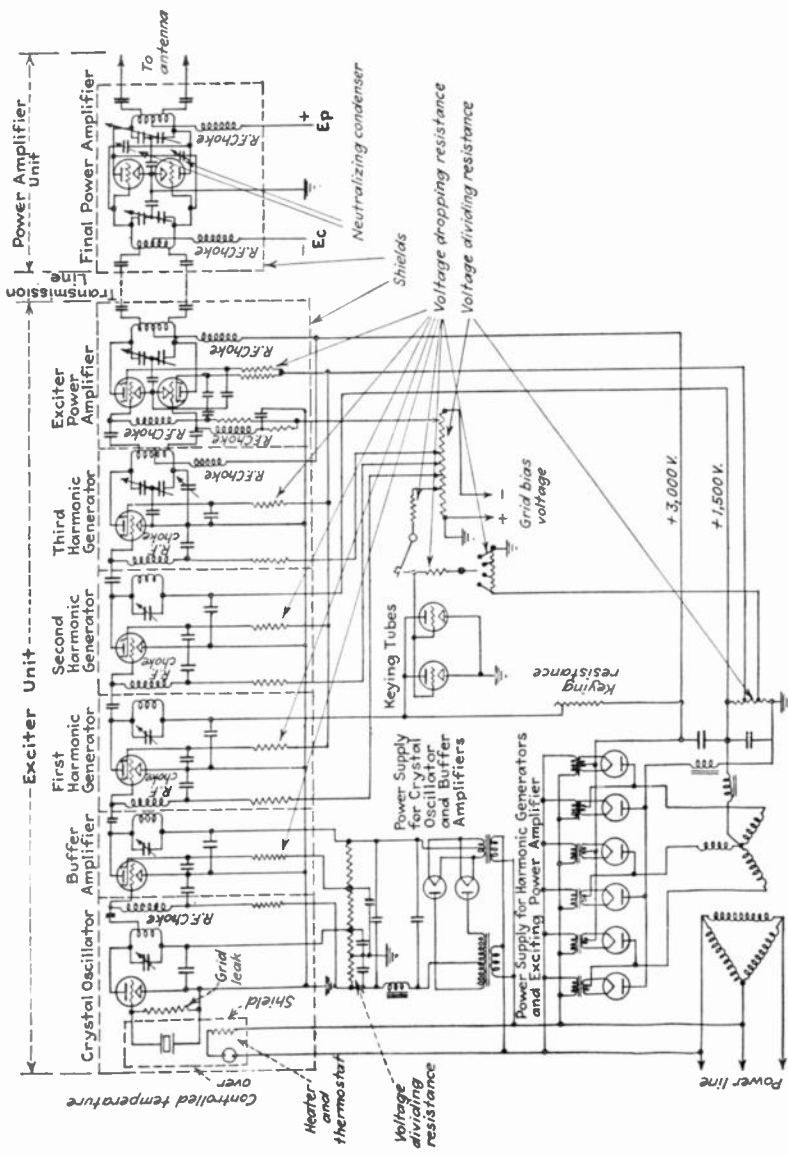 Power Amplifier
Unit
Exciter Unit
Transmission
Line
Final Power Amplifier
To
antenna
Crystal Oscillator
Buffer
Amplifier
First
Harmonic
Generator
Second
Harmonic
Generator
Third
Harmonic
Generator
Exciter
Power
Amplifier
Grid
leak
Shield
Controlled temperature
over
Heater
and
thermostat
Voltage
dividing
resistance
R.F.Choke
R.F.
choke
R.F.
choke
R.F.
choke
R.F.Choke
R.F.Choke
R.F.Choke
R.F.Choke
R.F.Choke
R.F.Choke
Ec
-
Ep
+
Neutralizing condenser
Shields
Voltage dropping resistance
Voltage dividing resistance
+ -
Grid bias
voltage
Keying Tubes
Keying
resistance
+3,000 V.
+1,500 V.
Power Supply
for Crystal
Oscillator
and Buffer
Amplifiers
Power Supply for Harmonic Generators
and Exciting Power Amplifier
Power line